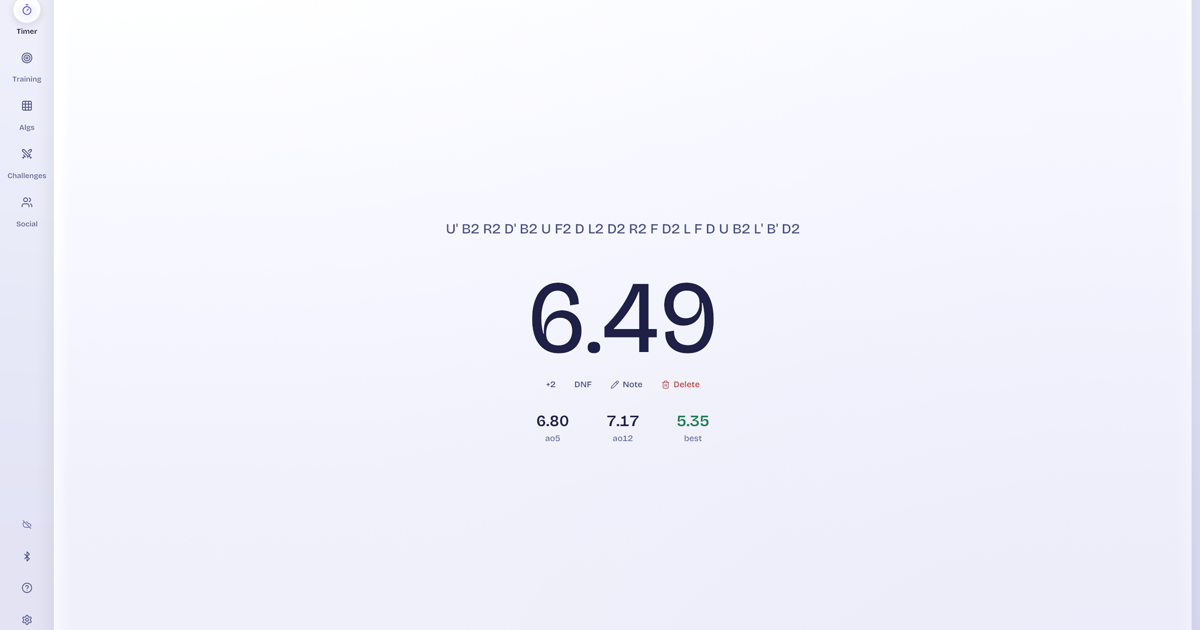 Timer
Training
Algs
Challenges
Social
U' B2 R2 D' B2 U F2 D L2 D2 R2 F D2 L F D U B2 L' B' D2
6.49
+2 DNF Note Delete
6.80 7.17 5.35
ao5 ao12 best